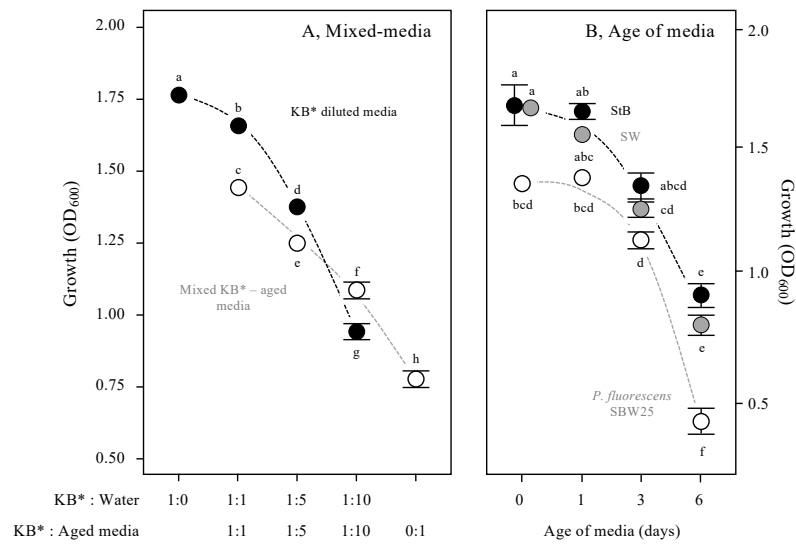 A, Mixed-media
B, Age of media
2.00
1.75
1.50
1.25
1.00
0.75
0.50
Growth (OD600)
a
b
c
d
e
f
g
h
KB* diluted media
Mixed KB* – aged
media
KB* : Water
1:0
1:1
1:5
1:10
KB* : Aged media
1:1
1:5
1:10
0:1
a
a
ab
StB
SW
abc
bcd
bcd
abcd
cd
d
e
e
f
P. fluorescens
SBW25
2.0
1.5
1.0
0.5
Growth (OD600)
0
1
3
6
Age of media (days)